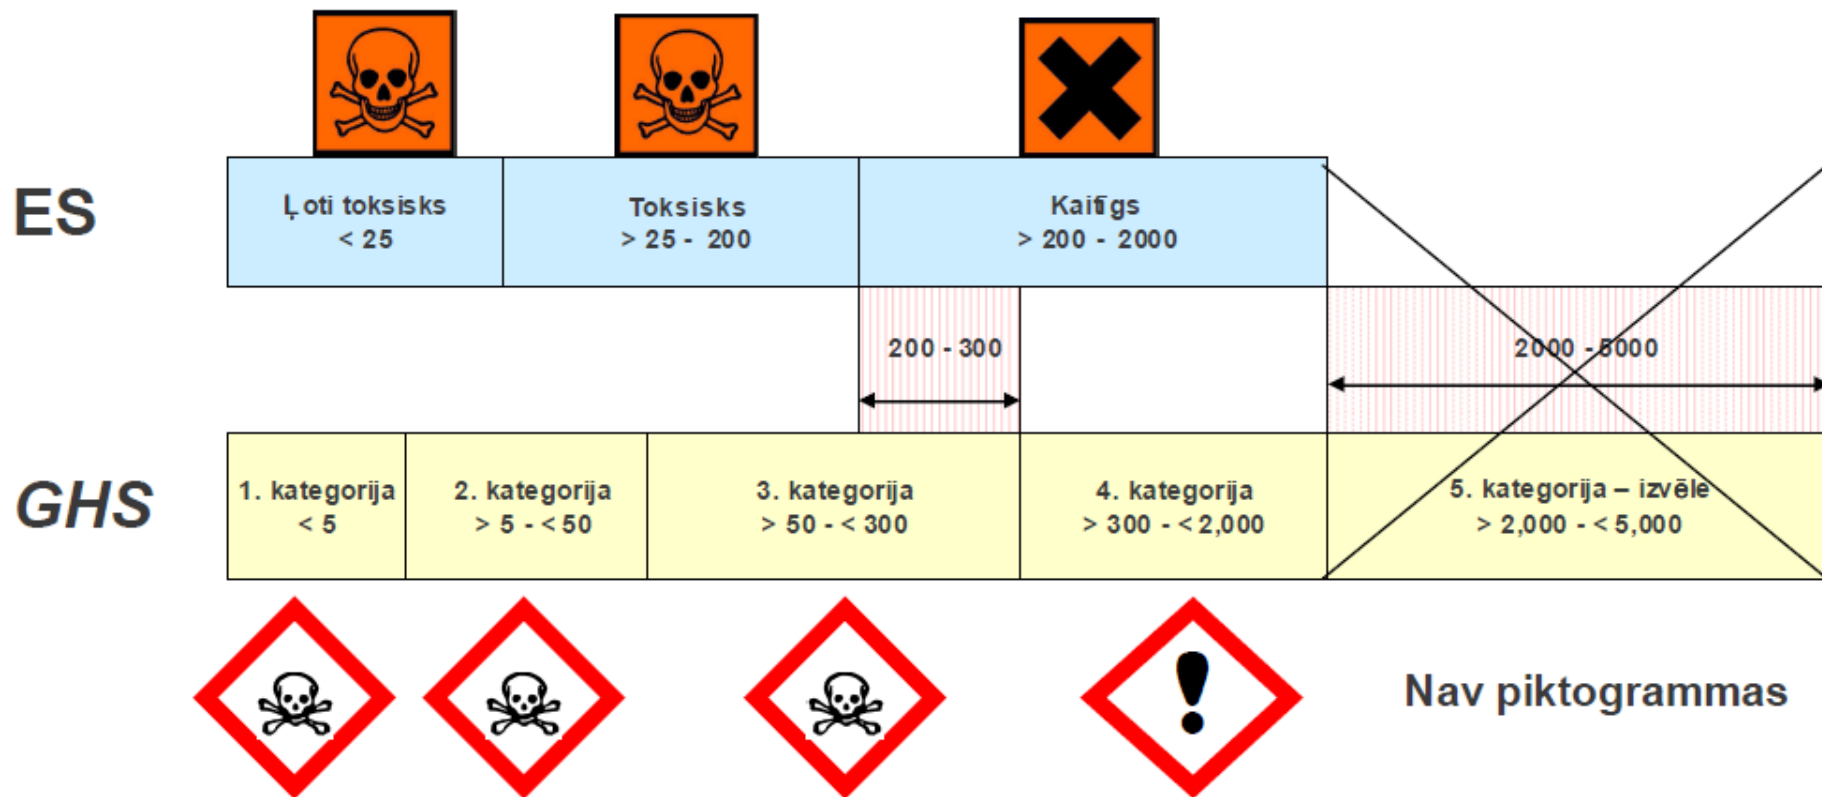 ES
Ļoti toksisks
< 25
Toksisks
> 25 - 200
Kaitīgs
> 200 - 2000
200 - 300
2000 - 5000
GHS
1. kategorija
< 5
2. kategorija
> 5 - < 50
3. kategorija
> 50 - < 300
4. kategorija
> 300 - < 2,000
5. kategorija – izvēle
> 2,000 - < 5,000
Nav piktogrammas